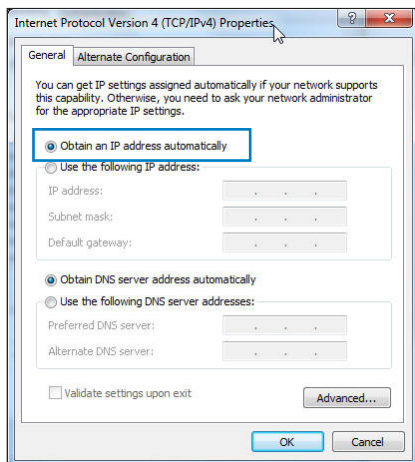 Internet Protocol Version 4 (TCP/IPv4) Properties
General
Alternate Configuration
You can get IP settings assigned automatically if your network supports
this capability. Otherwise, you need to ask your network administrator
for the appropriate IP settings.
Obtain an IP address automatically
Use the following IP address:
IP address:
Subnet mask:
Default gateway:
Obtain DNS server address automatically
Use the following DNS server addresses:
Preferred DNS server:
Alternate DNS server:
Validate settings upon exit
Advanced...
OK
Cancel